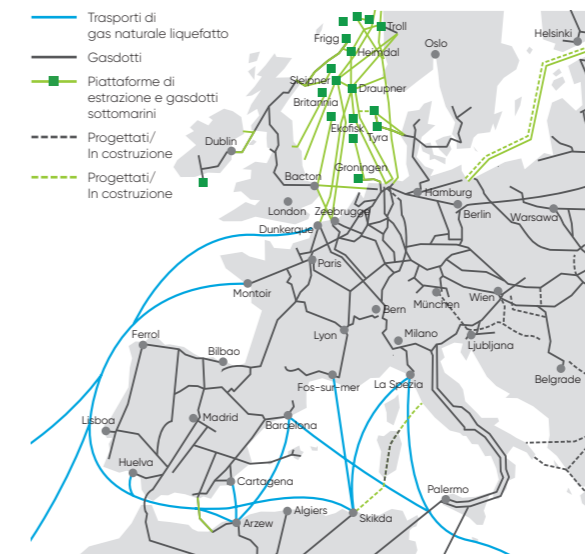 Trasporti di
gas naturale liquefatto
Gasdotti
Piattaforme di
estrazione e gasdotti
sottomarini
Progettati/
In costruzione
Progettati/
In costruzione
Troll
Frigg
Heimdal
Oslo
Helsinki
Sleipner
Draupner
Britannia
Ekofisk
Tyra
Dublin
Groningen
Bacton
Hamburg
London
Zeebrugge
Berlin
Warsawa
Dunkerque
Paris
Montoir
München
Wien
Bern
Ferrol
Lyon
Milano
Ljubljana
Bilbao
Fos-sur-mer
La Spezia
Belgrade
Lisboa
Madrid
Barcelona
Huelva
Cartagena
Palermo
Arzew
Algiers
Skikda